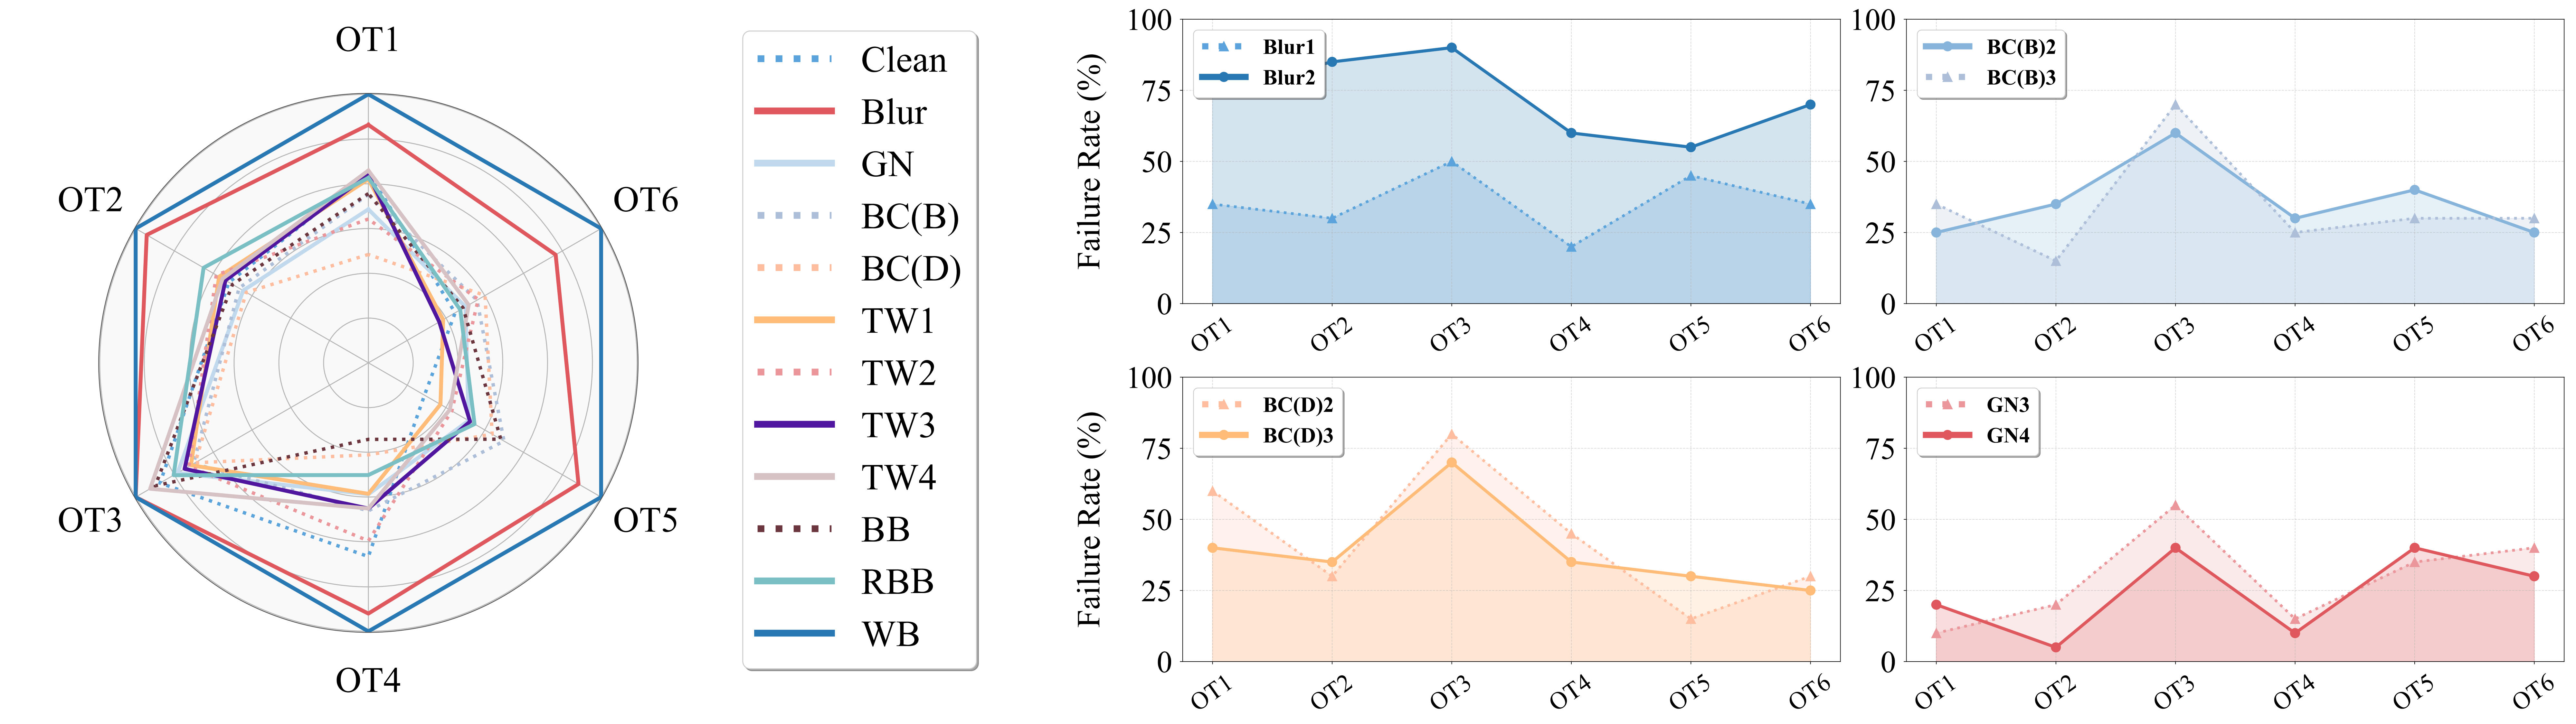 OT1
OT2
OT3
OT4
OT5
OT6
Clean
Blur
GN
BC(B)
BC(D)
TW1
TW2
TW3
TW4
BB
RBB
WB
Failure Rate (%)
100
75
50
25
0
Blur1
Blur2
OT1 OT2 OT3 OT4 OT5 OT6
100
75
50
25
0
BC(B)2
BC(B)3
OT1 OT2 OT3 OT4 OT5 OT6
Failure Rate (%)
100
75
50
25
0
BC(D)2
BC(D)3
OT1 OT2 OT3 OT4 OT5 OT6
100
75
50
25
0
GN3
GN4
OT1 OT2 OT3 OT4 OT5 OT6